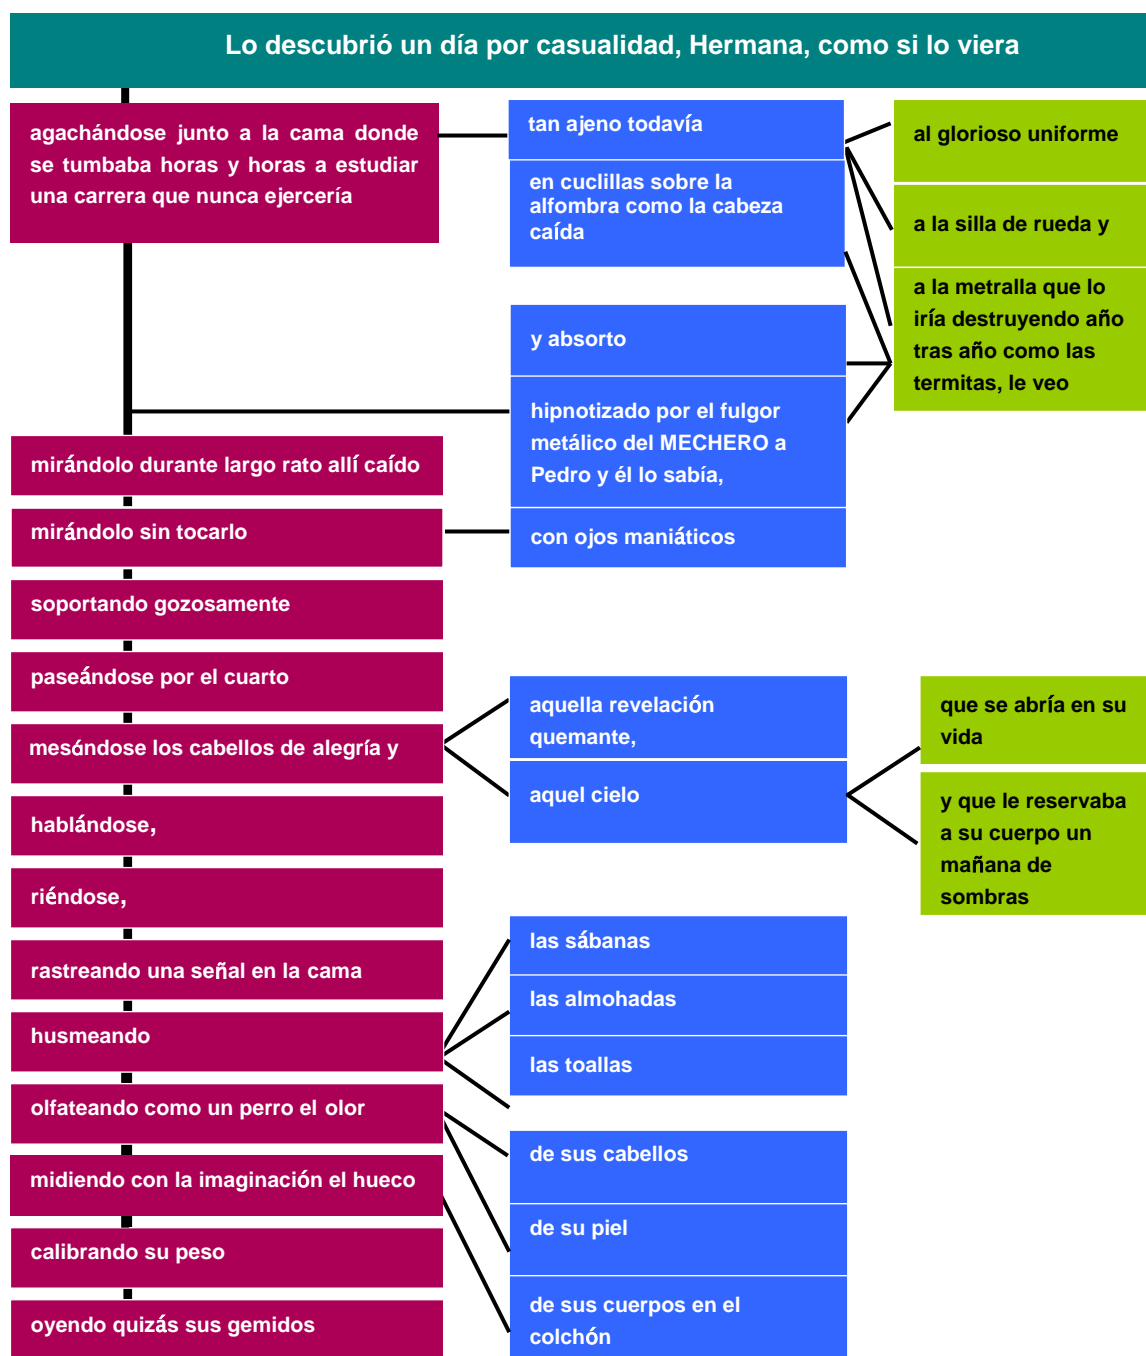 Lo descubrió un día por casualidad, Hermana, como si lo viera
agachándose junto a la cama donde
se tumbaba horas y horas a estudiar
una carrera que nunca ejercería
tan ajeno todavía
en cuclillas sobre la
alfombra como la cabeza
caída
al glorioso uniforme
a la silla de rueda y
a la metralla que lo
iría destruyendo año
tras año como las
termitas, le veo
y absorto
hipnotizado por el fulgor
metálico del MECHERO a
Pedro y él lo sabía,
mirándolo durante largo rato allí caído
mirándolo sin tocarlo
con ojos maniáticos
soportando gozosamente
paseándose por el cuarto
mesándose los cabellos de alegría y
aquella revelación
quemante,
aquel cielo
que se abría en su
vida
y que le reservaba
a su cuerpo un
mañana de
sombras
hablándose,
riéndose,
rastreando una señal en la cama
husmeando
las sábanas
las almohadas
las toallas
olfateando como un perro el olor
midiendo con la imaginación el hueco
de sus cabellos
de su piel
de sus cuerpos en el
colchón
calibrando su peso
oyendo quizás sus gemidos